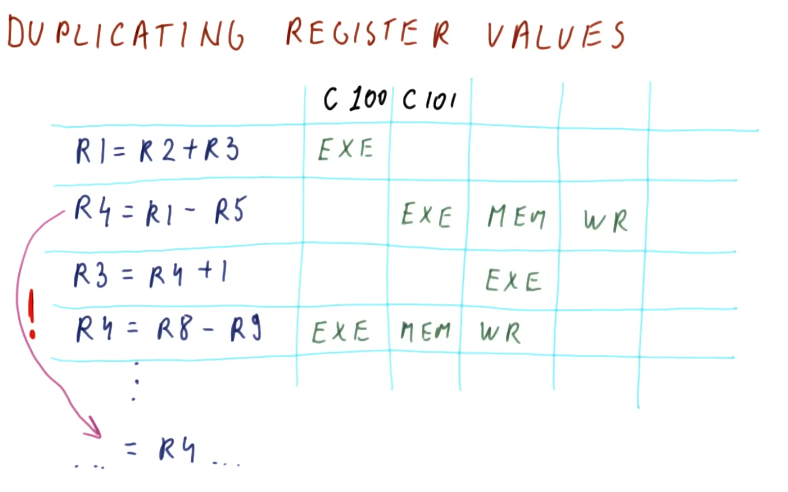 DUPLICATING REGISTER VALUES
C 100 C 101
R1 = R2 + R3 EXE
R4 = R1 - R5 EXE MEM WR
R3 = R4 + 1 EXE
R4 = R8 - R9 EXE MEM WR
!
⋮
... = R4 ...